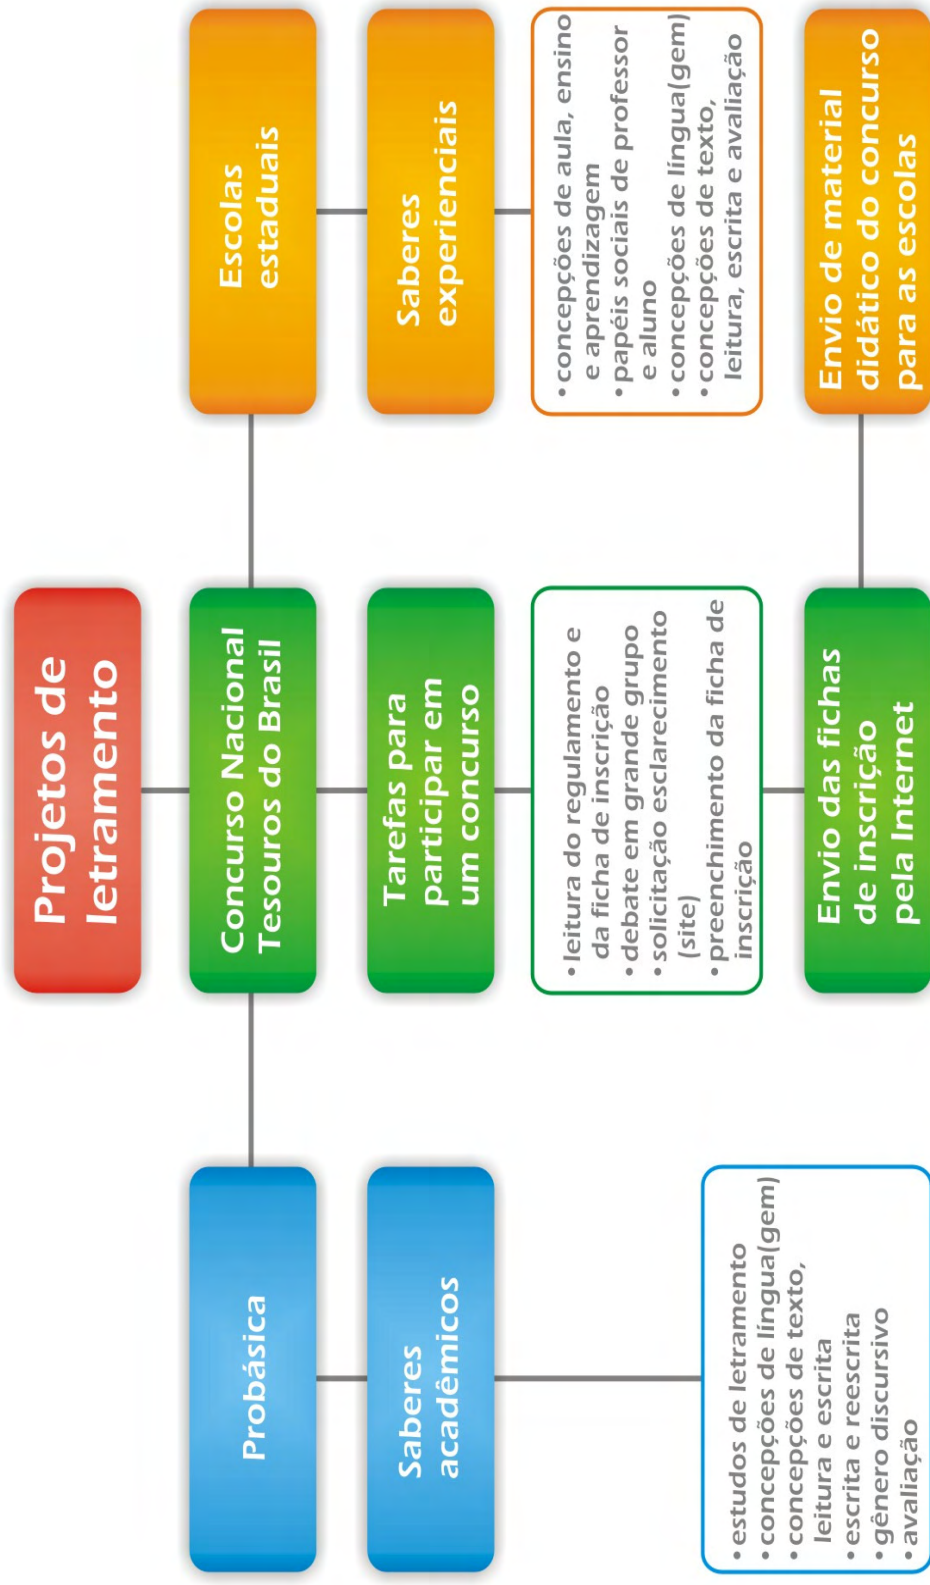 Projetos de
letramento
Probásica
Concurso Nacional
Tesouros do Brasil
Escolas
estaduais
Saberes
acadêmicos
Tarefas para
participar em
um concurso
Saberes
experienciais
• estudos de letramento
• concepções de língua(gem)
• concepções de texto,
leitura e escrita
• escrita e reescrita
• gênero discursivo
• avaliação
• leitura do regulamento e
da ficha de inscrição
• debate em grande grupo
• solicitação esclarecimento
(site)
• preenchimento da ficha de
inscrição
• concepções de aula, ensino
e aprendizagem
• papéis sociais de professor
e aluno
• concepções de língua(gem)
• concepções de texto,
leitura, escrita e avaliação
Envio das fichas
de inscrição
pela Internet
Envio de material
didático do concurso
para as escolas